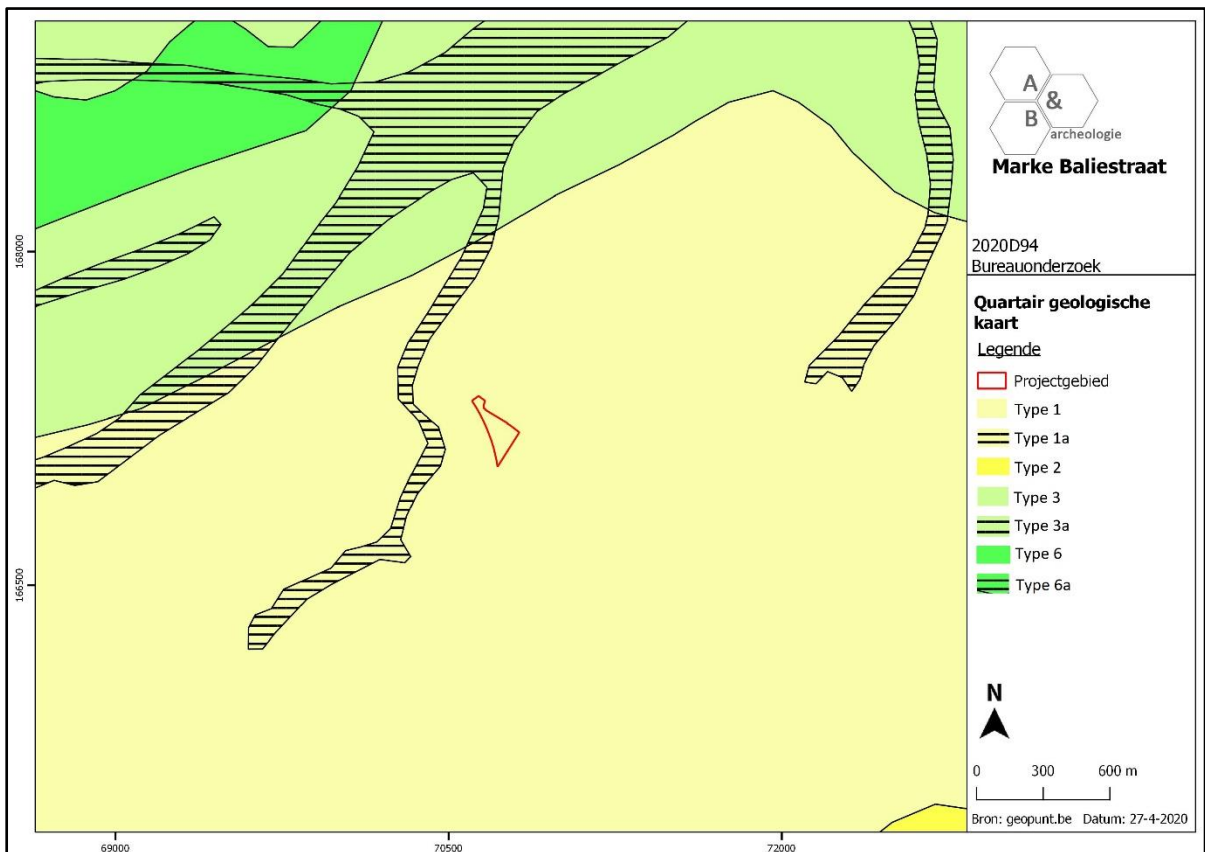 A
&
B
archeologie
Marke Baliestraat
2020D94
Bureauonderzoek
Quartair geologische
kaart
Legende
Projectgebied
Type 1
Type 1a
Type 2
Type 3
Type 3a
Type 6
Type 6a
N
0 300 600 m
Bron: geopunt.be Datum: 27-4-2020
168000
166500
69000 70500 72000